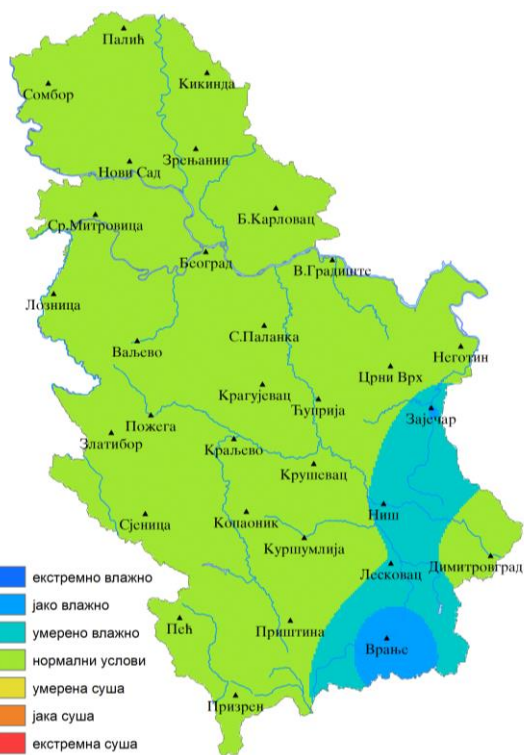 Палић
Кикинда
Сомбор
Зрењанин
Нови Сад
Б.Карловац
Ср.Митровица
Београд
В.Градиште
Лозница
С.Паланка
Ваљево
Неготин
Црни Врх
Крагујевац
Ћуприја
Зајечар
Пожега
Златибор
Краљево
Крушевац
Ниш
Сјеница
Копаоник
Куршумлија
Димитровград
Лесковац
Пећ
Приштина
Врање
Призрен
екстремно влажно
јако влажно
умерено влажно
нормални услови
умерена суша
јака суша
екстремна суша